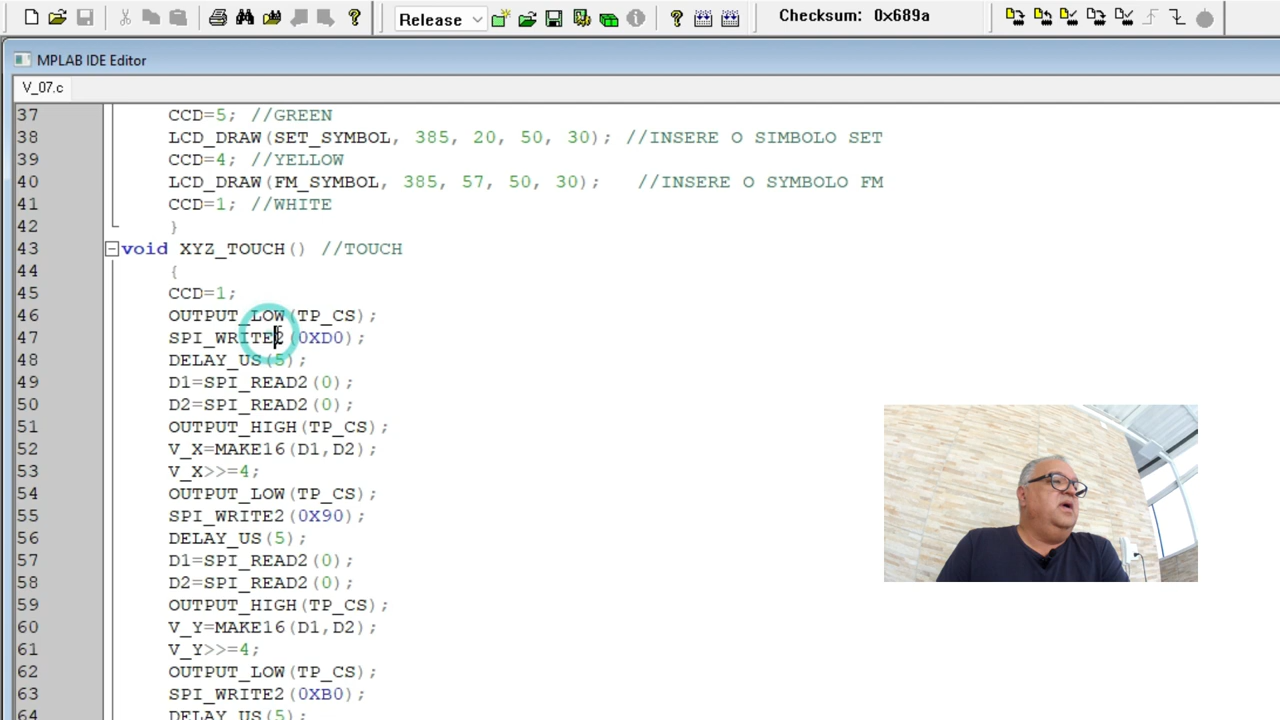 Release
Checksum: 0x689a
MPLAB IDE Editor
V_07.c
37 CCD=5; //GREEN
38 LCD_DRAW(SET_SYMBOL, 385, 20, 50, 30); //INSERE O SIMBOLO SET
39 CCD=4; //YELLOW
40 LCD_DRAW(FM_SYMBOL, 385, 57, 50, 30); //INSERE O SYMBOLO FM
41 CCD=1; //WHITE
42 }
43 void XYZ_TOUCH() //TOUCH
44 {
45 CCD=1;
46 OUTPUT_LOW(TP_CS);
47 SPI_WRITE2(0XD0);
48 DELAY_US(5);
49 D1=SPI_READ2(0);
50 D2=SPI_READ2(0);
51 OUTPUT_HIGH(TP_CS);
52 V_X=MAKE16(D1,D2);
53 V_X>>=4;
54 OUTPUT_LOW(TP_CS);
55 SPI_WRITE2(0X90);
56 DELAY_US(5);
57 D1=SPI_READ2(0);
58 D2=SPI_READ2(0);
59 OUTPUT_HIGH(TP_CS);
60 V_Y=MAKE16(D1,D2);
61 V_Y>>=4;
62 OUTPUT_LOW(TP_CS);
63 SPI_WRITE2(0XB0);
64 DELAY_US(5);